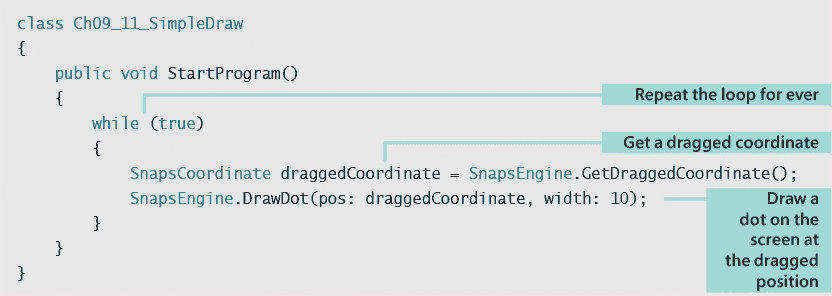 class Ch09_11_SimpleDraw
{
public void StartProgram()
{
Repeat the loop for ever
while (true)
{
Get a dragged coordinate
SnapsCoordinate draggedCoordinate = SnapsEngine.GetDraggedCoordinate();
SnapsEngine.DrawDot(pos: draggedCoordinate, width: 10);
Draw a
dot on the
screen at
the dragged
position
}
}
}